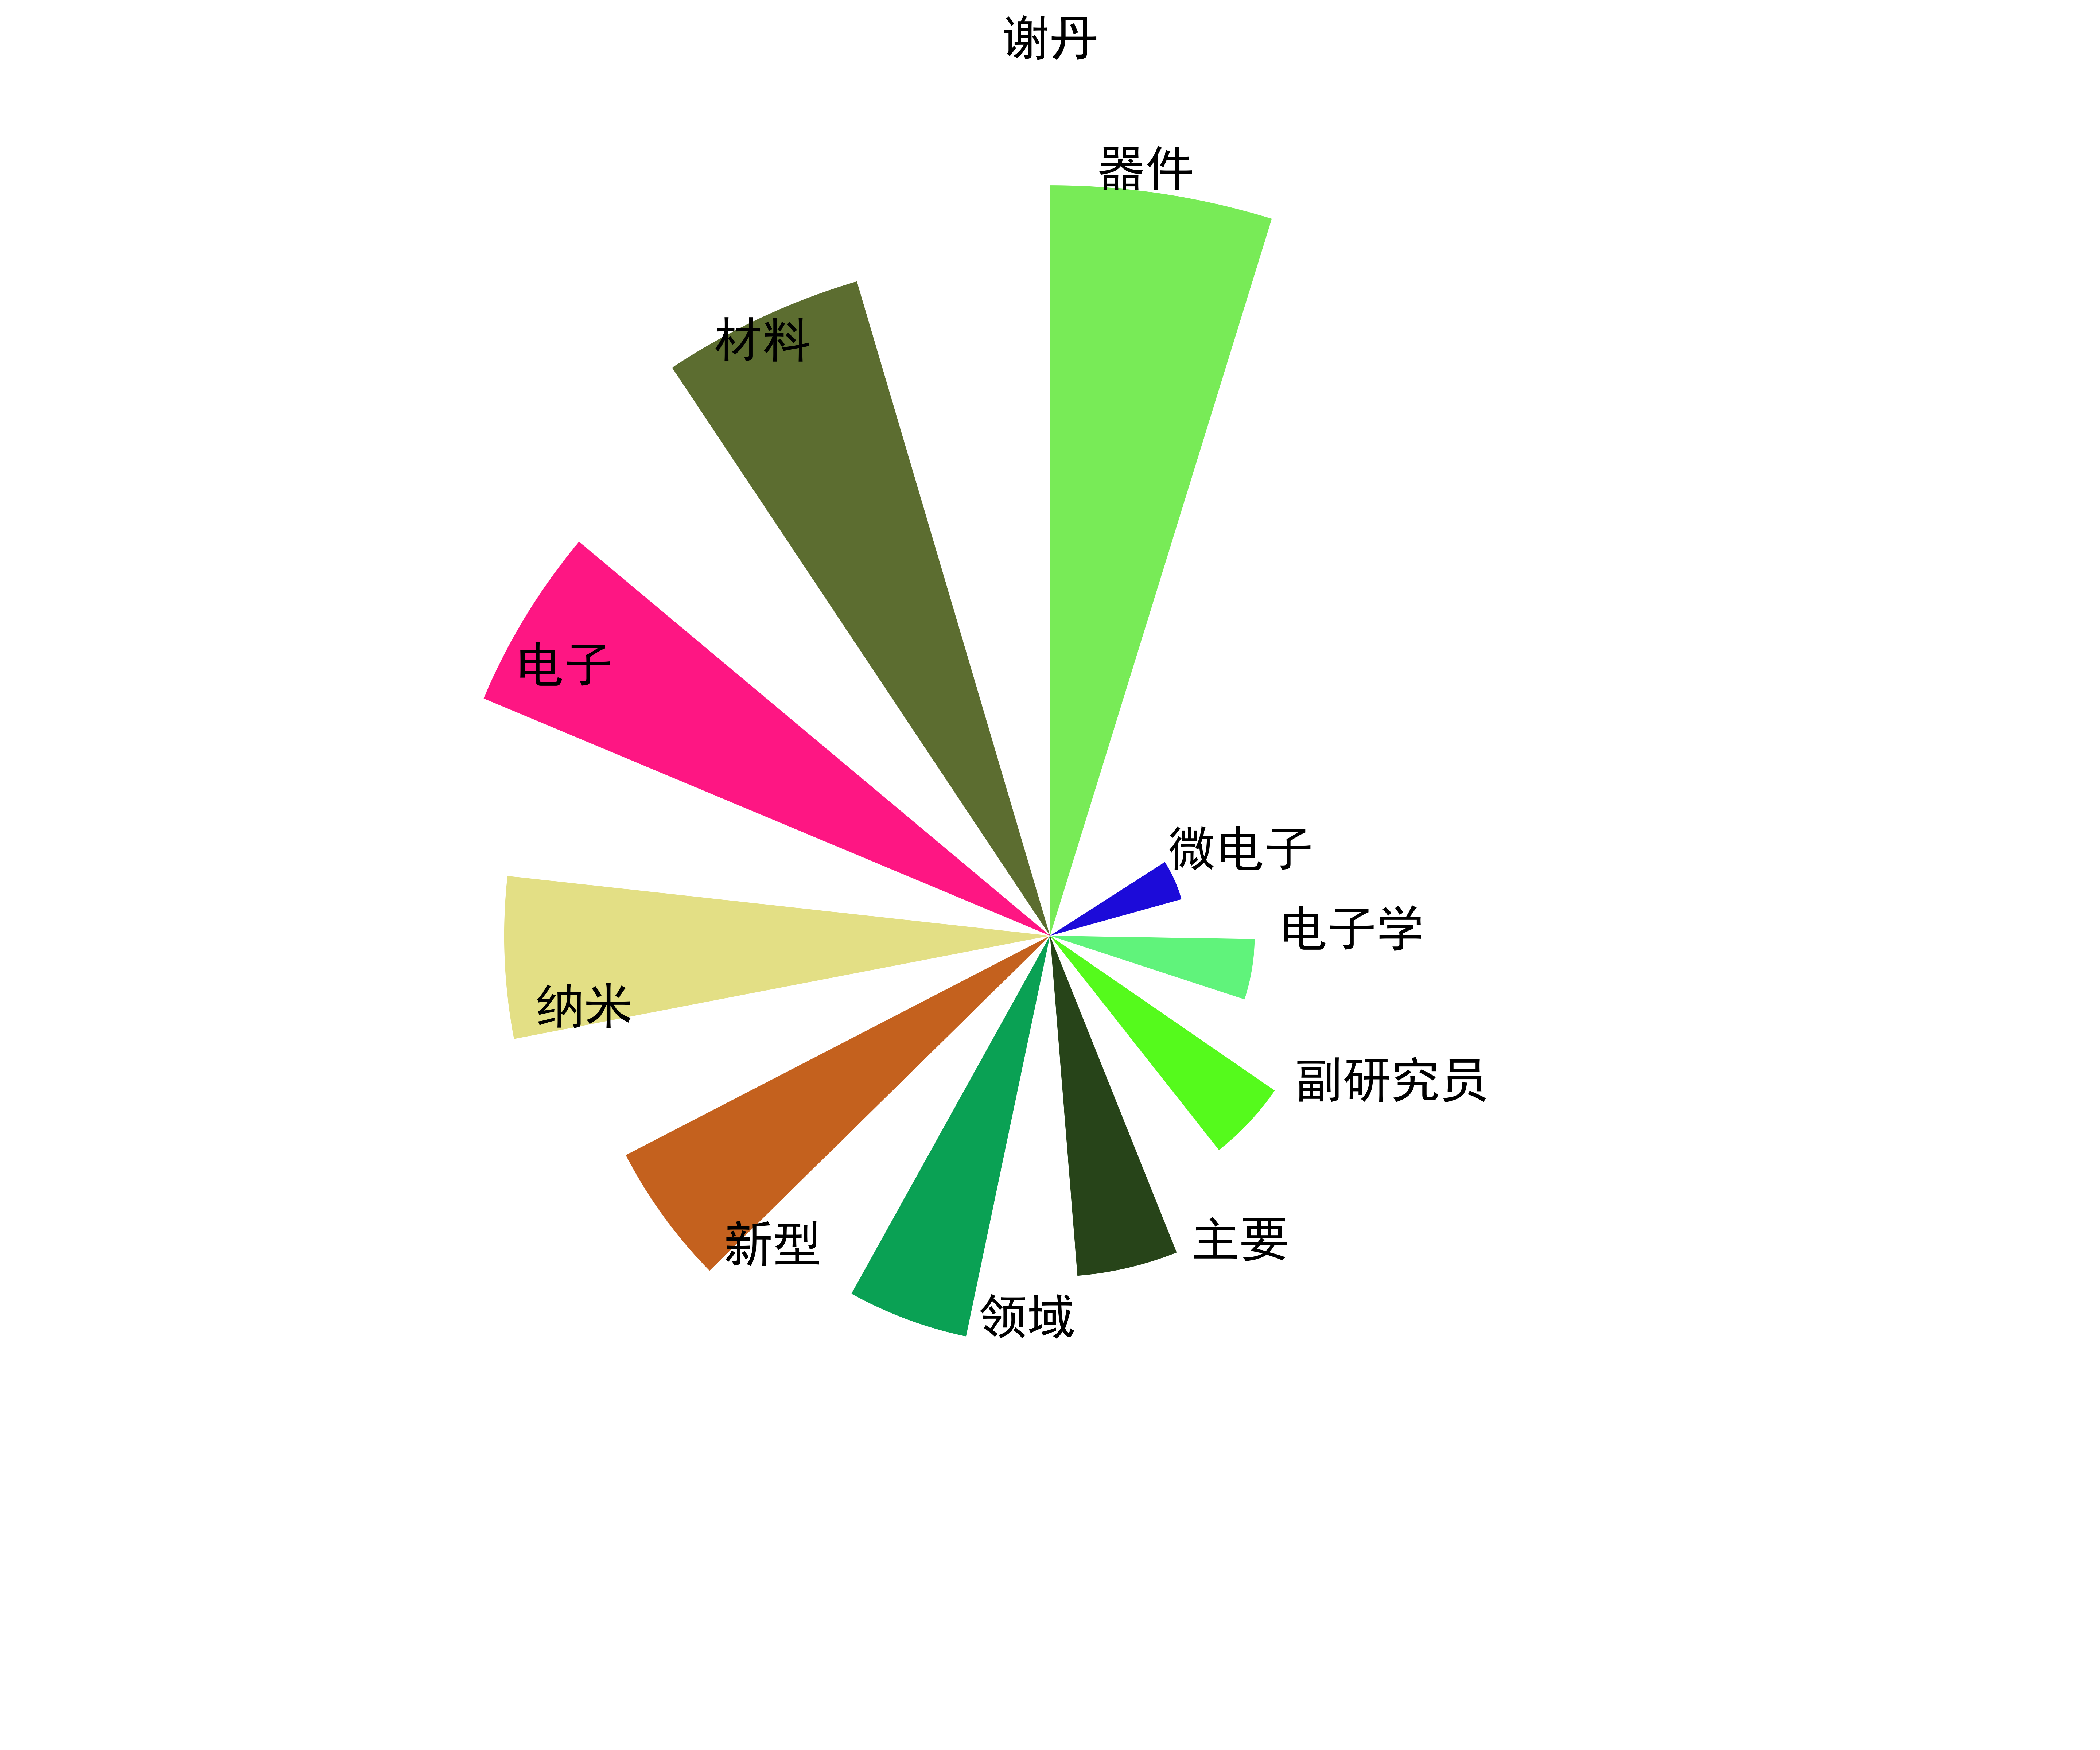 谢丹
器件
材料
电子
微电子
电子学
纳米
副研究员
主要
新型
领域